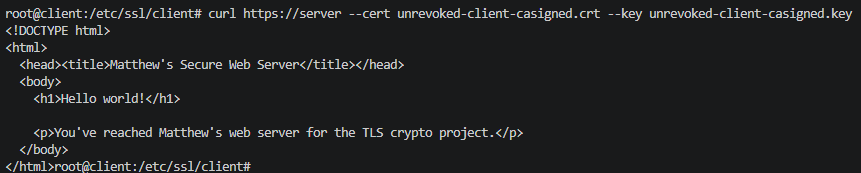 root@client:/etc/ssl/client# curl https://server --cert unrevoked-client-casigned.crt --key unrevoked-client-casigned.key
<!DOCTYPE html>
<html>
  <head><title>Matthew's Secure Web Server</title></head>
  <body>
    <h1>Hello world!</h1>

    <p>You've reached Matthew's web server for the TLS crypto project.</p>
  </body>
</html>root@client:/etc/ssl/client#